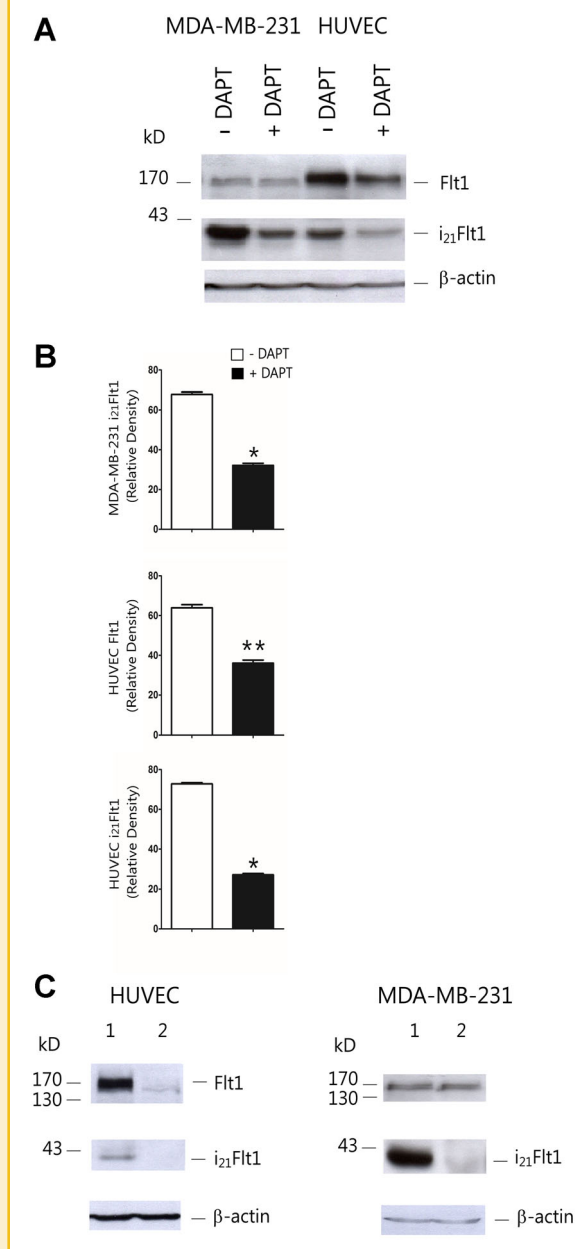 A
MDA-MB-231 HUVEC
- DAPT
+ DAPT
- DAPT
+ DAPT
kD
170
Flt1
43
i₂₁Flt1
β-actin
B
- DAPT
+ DAPT
MDA-MB-231 i₂₁Flt1
(Relative Density)
80
60
40
20
0
*
HUVEC Flt1
(Relative Density)
80
60
40
20
0
**
HUVEC i₂₁Flt1
(Relative Density)
80
60
40
20
0
*
C
HUVEC
1 2
kD
170
130
Flt1
43
i₂₁Flt1
β-actin
MDA-MB-231
1 2
kD
170
130
43
i₂₁Flt1
β-actin